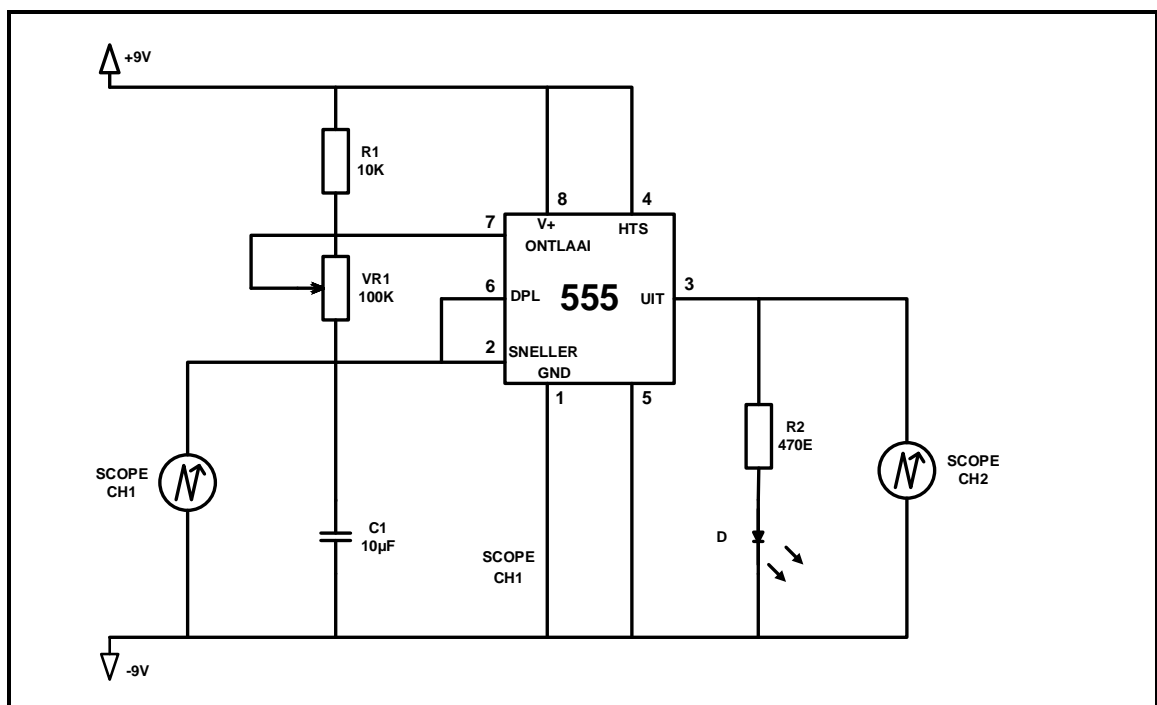 +9V
R1
10K
8
4
7
V+
HTS
ONTLAAI
VR1
100K
6
DPL
555
UIT
3
2
SNELLER
GND
1
5
R2
470E
SCOPE
CH1
SCOPE
CH2
C1
10µF
SCOPE
CH1
D
-9V